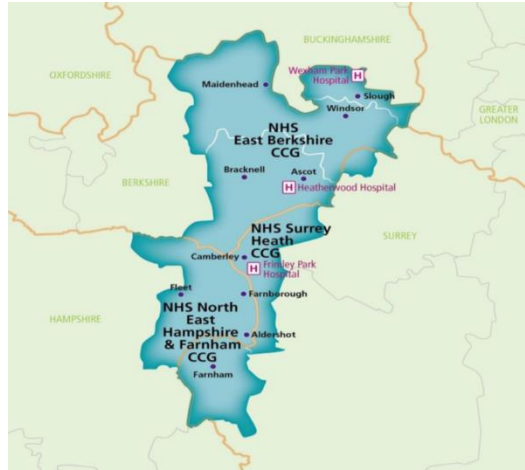 BUCKINGHAMSHIRE
OXFORDSHIRE
Wexham Park
Hospital
H
Maidenhead
Slough
Windsor
GREATER
LONDON
NHS
East Berkshire
CCG
Bracknell
Ascot
BERKSHIRE
H
Heatherwood Hospital
NHS Surrey
Heath
CCG
SURREY
Camberley
H
Frimley Park
Hospital
Fleet
Farnborough
NHS North
East
Hampshire
& Farnham
CCG
HAMPSHIRE
Aldershot
Farnham